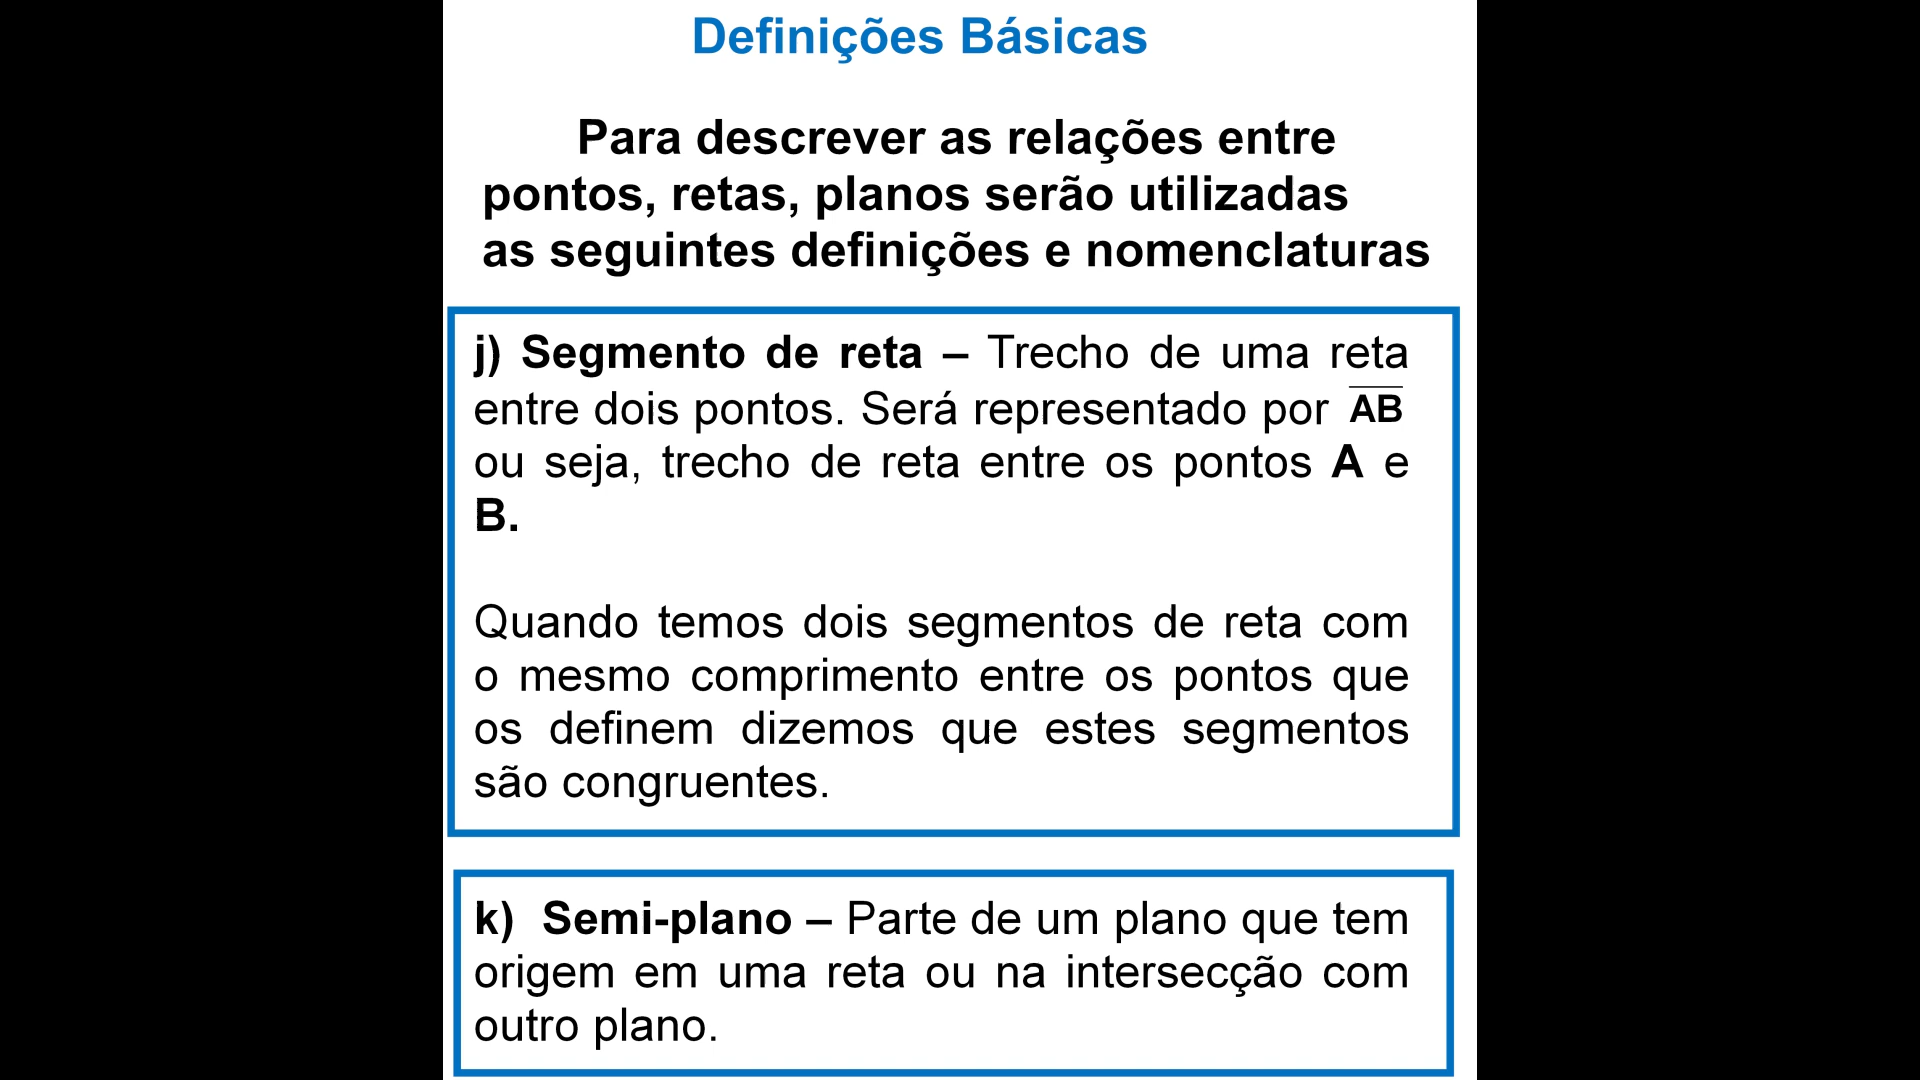 Definições Básicas
Para descrever as relações entre
pontos, retas, planos serão utilizadas
as seguintes definições e nomenclaturas
j) Segmento de reta – Trecho de uma reta
entre dois pontos. Será representado por A̅B̅
ou seja, trecho de reta entre os pontos A e
B.
Quando temos dois segmentos de reta com
o mesmo comprimento entre os pontos que
os definem dizemos que estes segmentos
são congruentes.
k) Semi-plano – Parte de um plano que tem
origem em uma reta ou na intersecção com
outro plano.